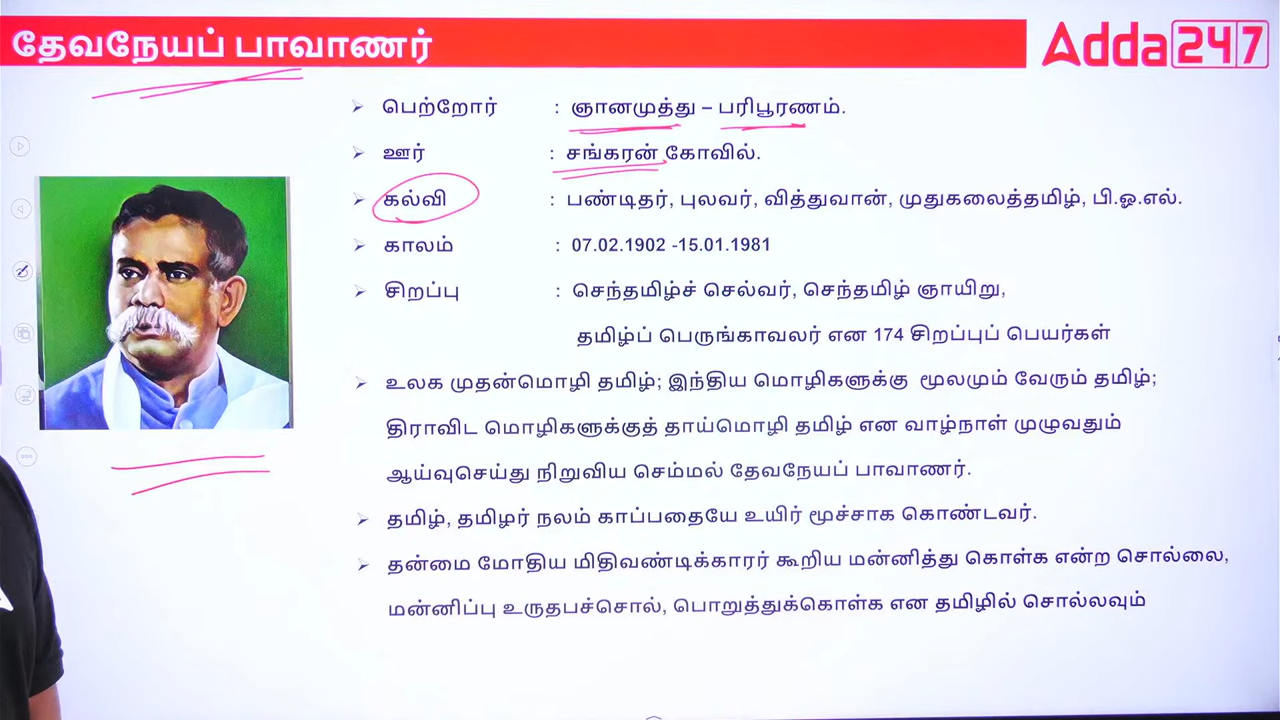 தேவநேயப் பாவாணர்
Adda247
➢ பெற்றோர் : ஞானமுத்து – பரிபூரணம்.
➢ ஊர் : சங்கரன் கோவில்.
➢ கல்வி : பண்டிதர், புலவர், வித்துவான், முதுகலைத்தமிழ், பி.ஓ.எல்.
➢ காலம் : 07.02.1902 -15.01.1981
➢ சிறப்பு : செந்தமிழ்ச் செல்வர், செந்தமிழ் ஞாயிறு,
தமிழ்ப் பெருங்காவலர் என 174 சிறப்புப் பெயர்கள்
➢ உலக முதன்மொழி தமிழ்; இந்திய மொழிகளுக்கு மூலமும் வேரும் தமிழ்;
திராவிட மொழிகளுக்குத் தாய்மொழி தமிழ் என வாழ்நாள் முழுவதும்
ஆய்வுசெய்து நிறுவிய செம்மல் தேவநேயப் பாவாணர்.
➢ தமிழ், தமிழர் நலம் காப்பதையே உயிர் மூச்சாக கொண்டவர்.
➢ தன்மை மோதிய மிதிவண்டிக்காரர் கூறிய மன்னித்து கொள்க என்ற சொல்லை,
மன்னிப்பு உருதபச்சொல், பொறுத்துக்கொள்க என தமிழில் சொல்லவும்